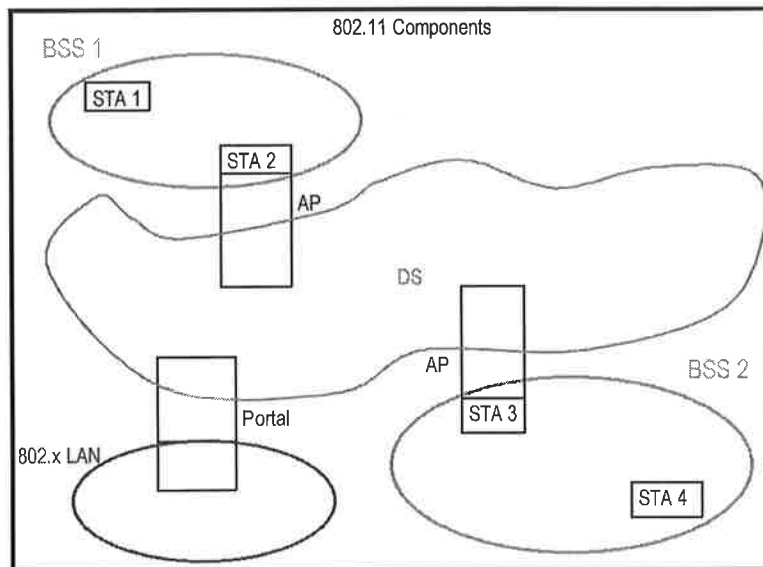 802.11 Components
BSS 1
STA 1
STA 2
AP
DS
AP
BSS 2
STA 3
Portal
802.x LAN
STA 4